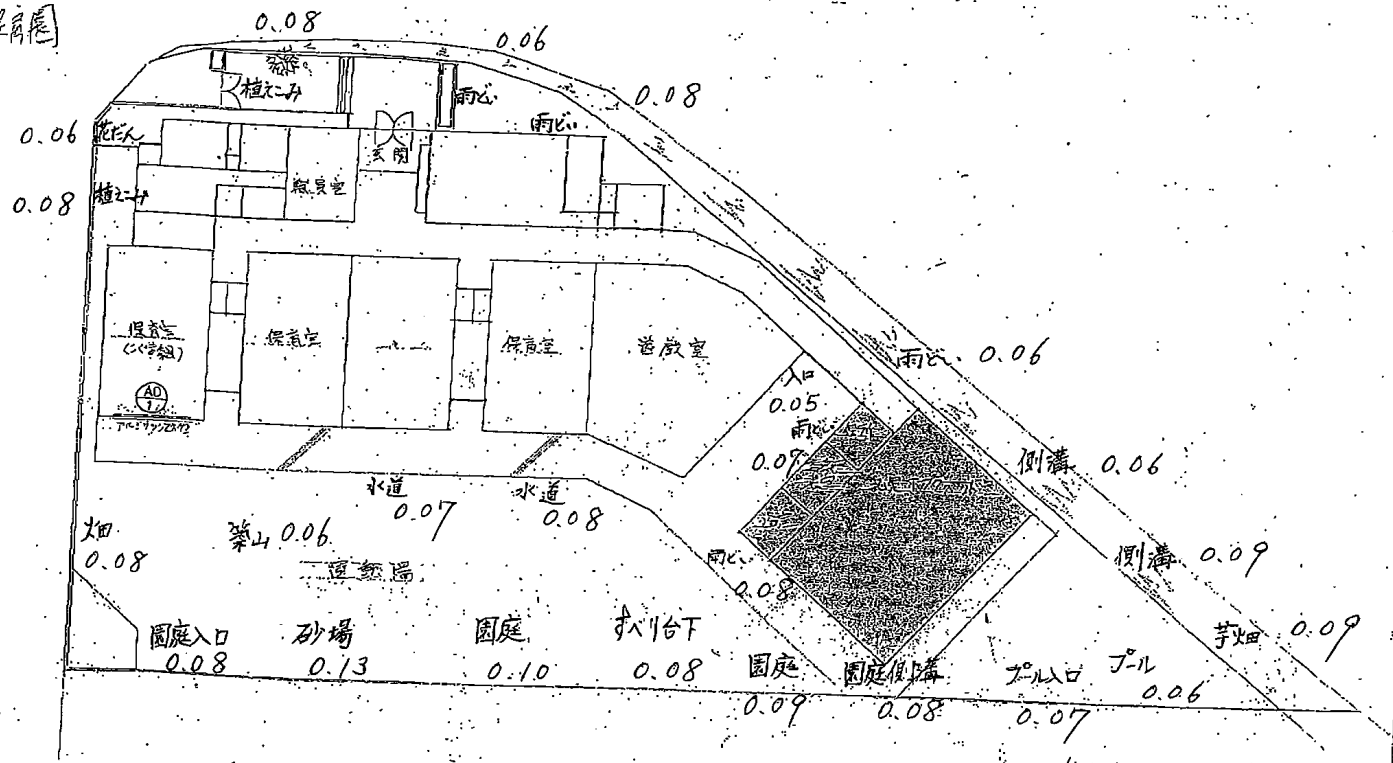 0.08
0.06
0.08
植えこみ
雨どい
雨どい
玄関
0.06 花だん
0.08 植えこみ
職員室
保育室
保育室
保育室
遊戯室
AD
1
雨どい 0.06
入口
0.05
雨どい
0.07
側溝 0.06
水道
0.07
水道
0.08
畑
0.08
築山 0.06
運動場
雨どい
0.08
側溝 0.09
芋畑 0.09
園庭入口
0.08
砂場
0.13
園庭
0.10
すべり台下
0.08
園庭
0.09
園庭側溝
0.08
プール入口
0.07
プール
0.06